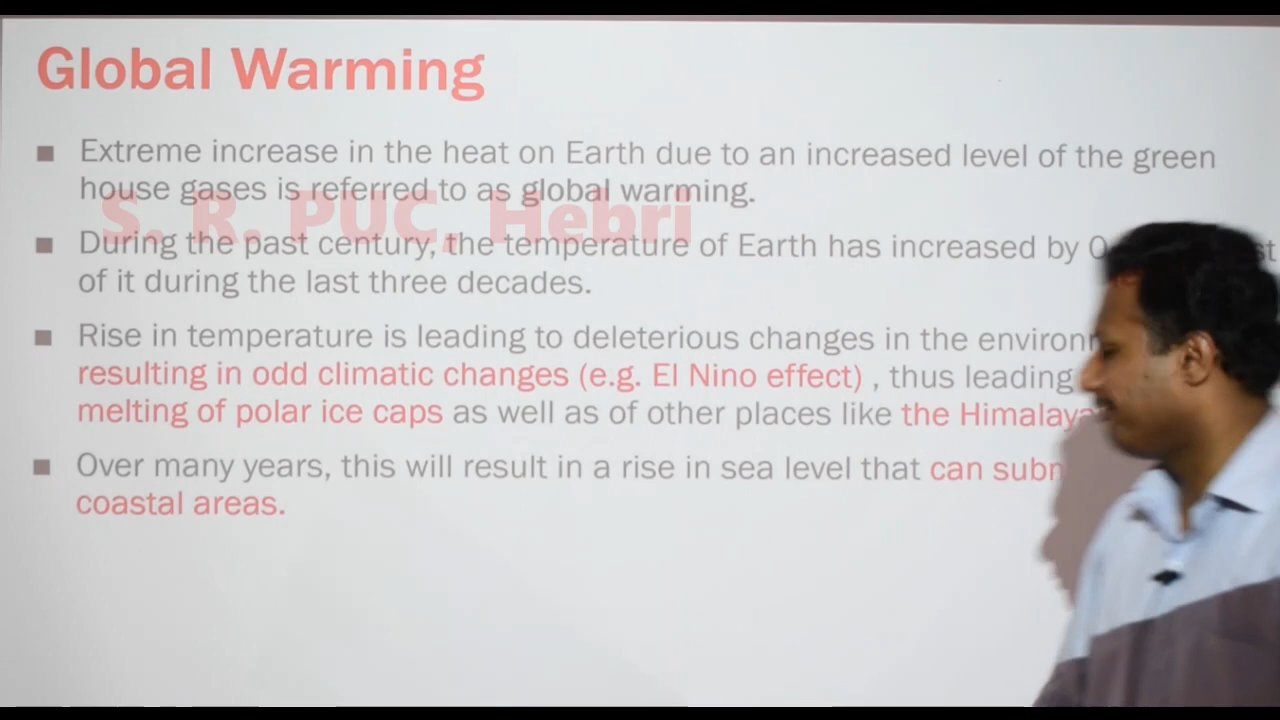 Global Warming
■ Extreme increase in the heat on Earth due to an increased level of the green
house gases is referred to as global warming.
S. R. PUC, Hebri
■ During the past century, the temperature of Earth has increased by
of it during the last three decades.
■ Rise in temperature is leading to deleterious changes in the
resulting in odd climatic changes (e.g. El Nino effect) , thus leading
melting of polar ice caps as well as of other places like the
■ Over many years, this will result in a rise in sea level that can
coastal areas.